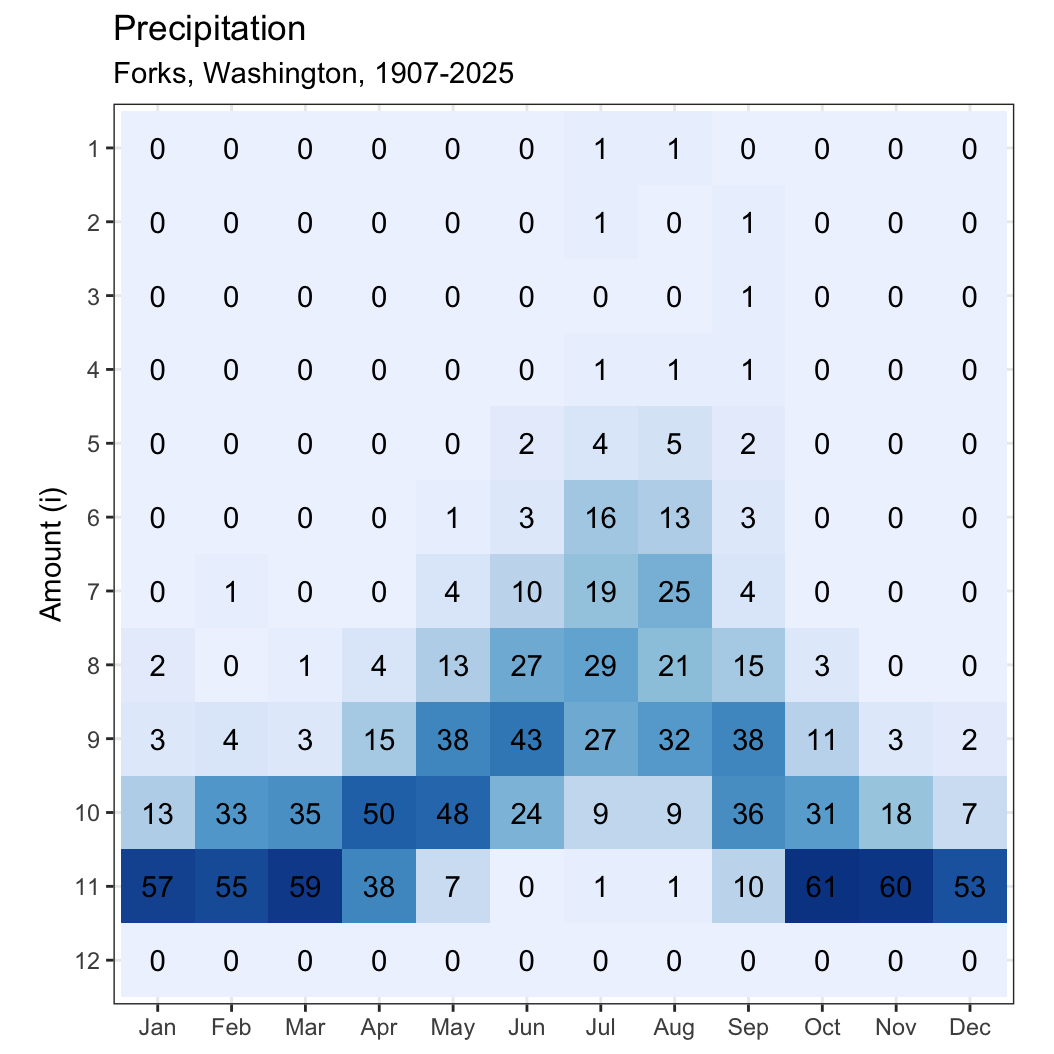 Precipitation
Forks, Washington, 1907-2025
Amount (i)
1 0 0 0 0 0 0 1 1 0 0 0 0
2 0 0 0 0 0 0 1 0 1 0 0 0
3 0 0 0 0 0 0 0 0 1 0 0 0
4 0 0 0 0 0 0 1 1 1 0 0 0
5 0 0 0 0 0 2 4 5 2 0 0 0
6 0 0 0 0 1 3 16 13 3 0 0 0
7 0 1 0 0 4 10 19 25 4 0 0 0
8 2 0 1 4 13 27 29 21 15 3 0 0
9 3 4 3 15 38 43 27 32 38 11 3 2
10 13 33 35 50 48 24 9 9 36 31 18 7
11 57 55 59 38 7 0 1 1 10 61 60 53
12 0 0 0 0 0 0 0 0 0 0 0 0
Jan Feb Mar Apr May Jun Jul Aug Sep Oct Nov Dec